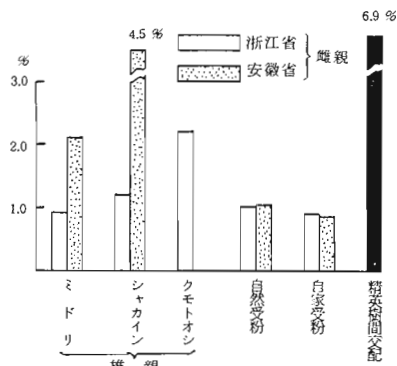 6.9 %
4.5 %
%
浙江省
安徽省
雌親
3.0
2.0
1.0
ミドリ
シャカイン
クモトオシ
自然受粉
自家受粉
精英樹間交配
雄親